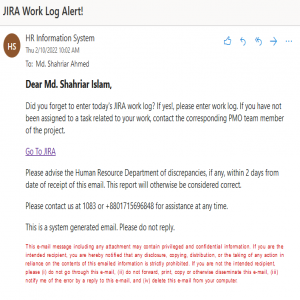 JIRA Work Log Alert!
HS
HR Information System
Thu 2/10/2022 10:02 AM
To: Md. Shahriar Ahmed
Dear Md. Shahriar Islam,
Did you forget to enter today's JIRA work log? If yes!, please enter work log. If you have not
been assigned to a task related to your work, contact the corresponding PMO team member
of the project.
Go To JIRA
Please advise the Human Resource Department of discrepancies, if any, within 2 days from
date of receipt of this email. This report will otherwise be considered correct.
Please contact us at 1083 or +8801715696848 for assistance at any time.
This is a system generated email. Please do not reply.
This e-mail message including any attachment may contain privileged and confidential information. If you are the
intended recipient, you are hereby notified that any disclosure, copying, distribution, or the taking of any action in
reliance on the contents of this emailed information is strictly prohibited. If you are not the intended recipient,
please (i) do not go through this e-mail, (ii) do not forward, print, copy or otherwise disseminate this e-mail, (iii)
notify me of the error by a reply to this e-mail, and (iv) delete this e-mail from your computer.